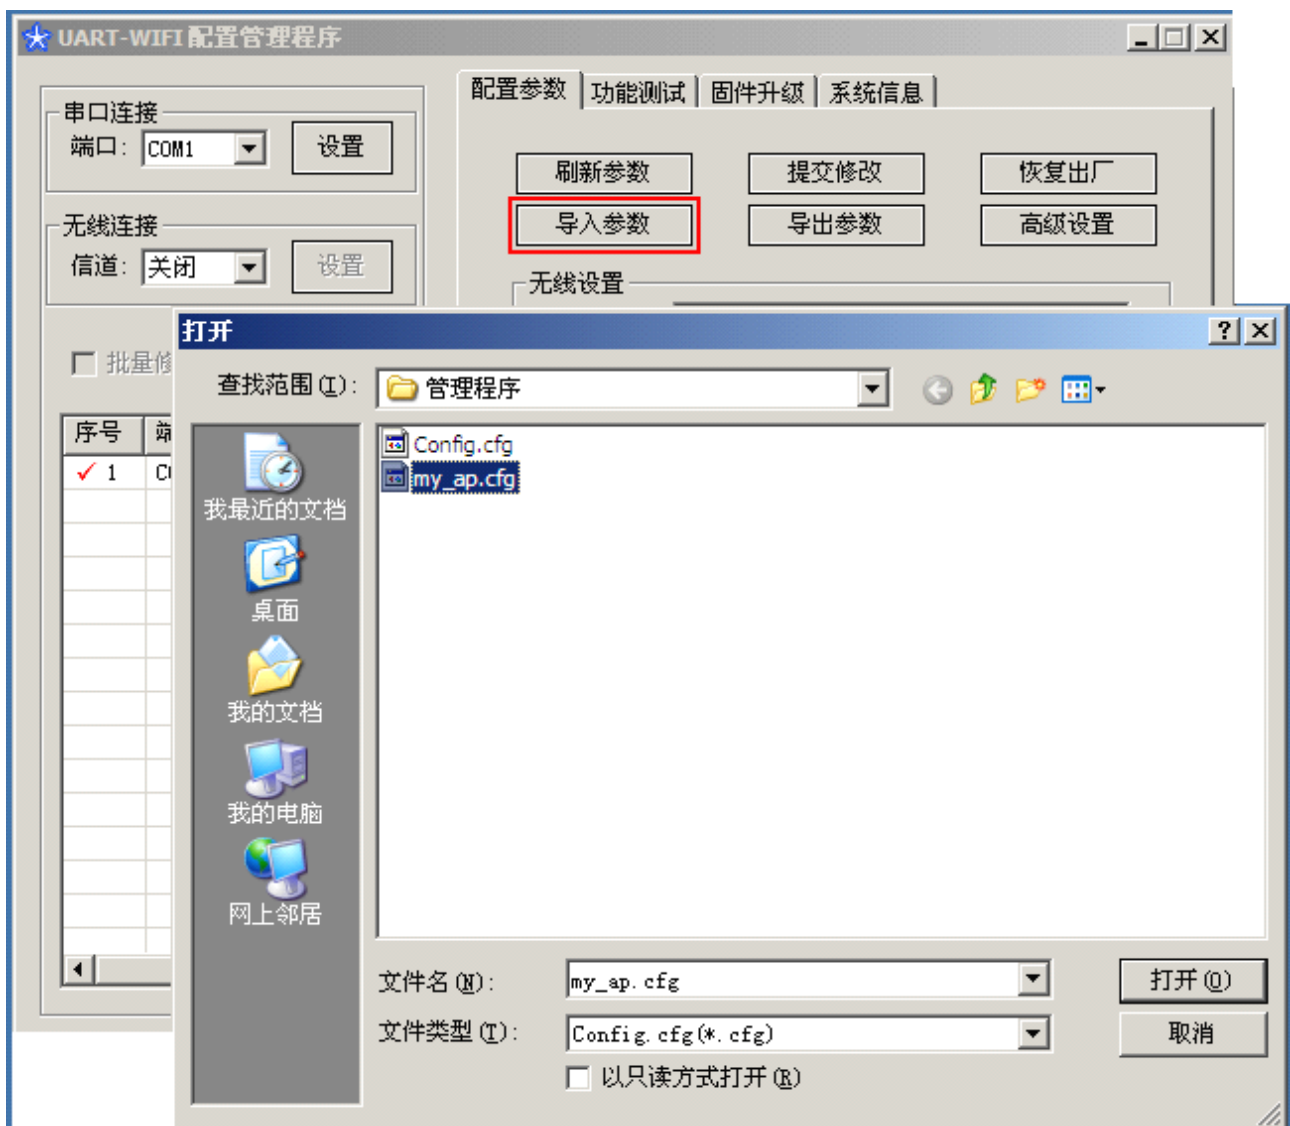 UART-WIFI 配置管理程序
配置参数 功能测试 固件升级 系统信息
串口连接
端口: COM1 设置
刷新参数 提交修改 恢复出厂
导入参数 导出参数 高级设置
无线连接
信道: 关闭 设置
无线设置
打开
批量修
查找范围(I): 管理程序
序号
1
Config.cfg
my_ap.cfg
我最近的文档
桌面
我的文档
我的电脑
网上邻居
文件名(N): my_ap.cfg 打开(O)
文件类型(T): Config.cfg(*.cfg) 取消
以只读方式打开(R)